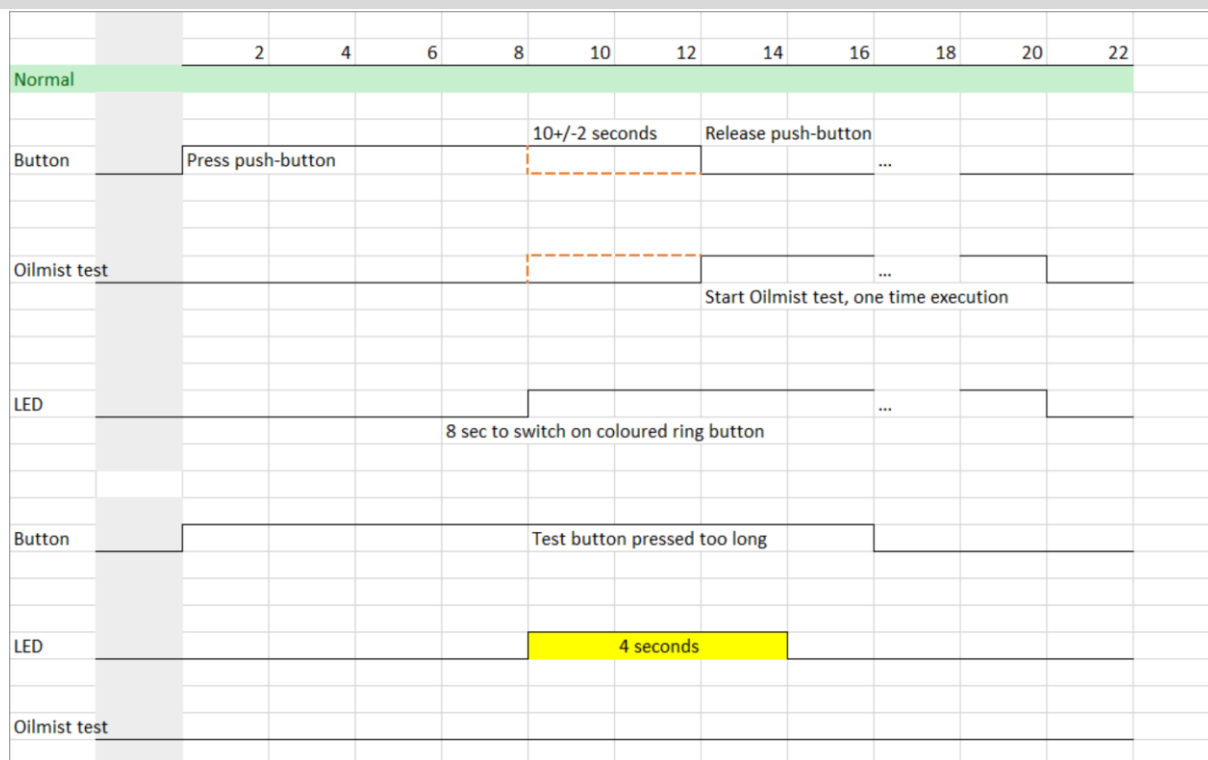 2 4 6 8 10 12 14 16 18 20 22
Normal
10+/-2 seconds Release push-button
Button Press push-button ...
Oilmist test ...
Start Oilmist test, one time execution
LED ...
8 sec to switch on coloured ring button
Button Test button pressed too long
LED 4 seconds
Oilmist test